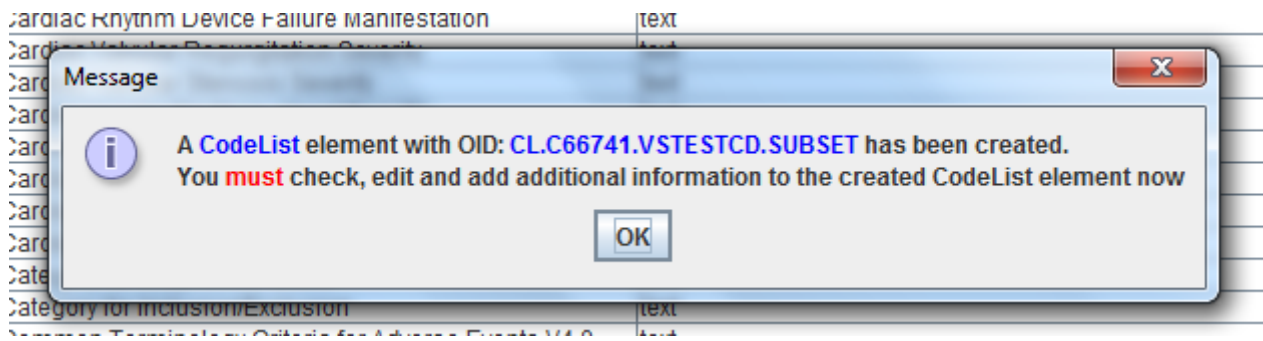 Cardiac Rhythm Device Failure Manifestation text
Message
A CodeList element with OID: CL.C66741.VSTESTCD.SUBSET has been created.
You must check, edit and add additional information to the created CodeList element now
OK
Category for Inclusion/Exclusion text